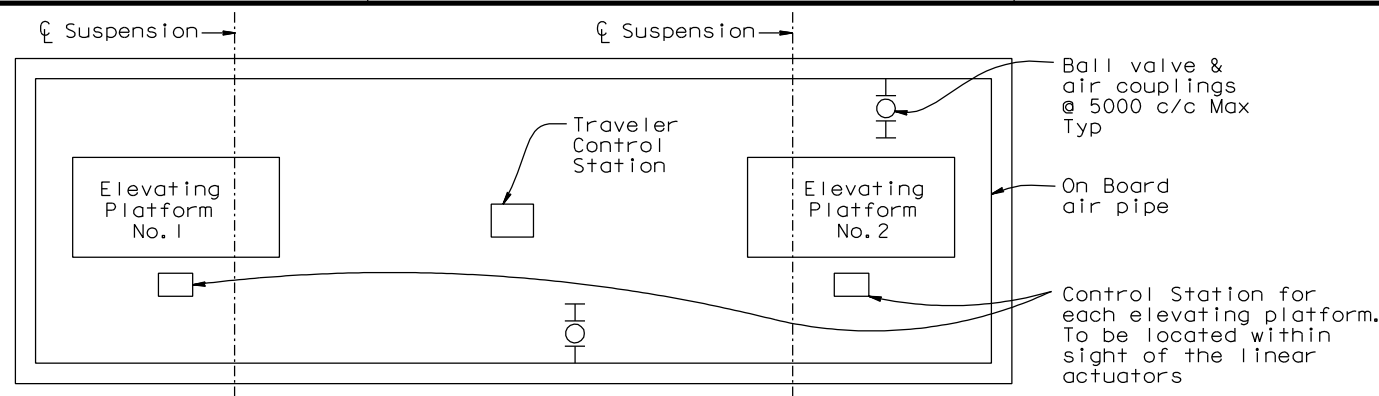 ℄ Suspension
℄ Suspension
Ball valve &
air couplings
@ 5000 c/c Max
Typ
Traveler
Control
Station
Elevating
Platform
No.1
Elevating
Platform
No.2
On Board
air pipe
Control Station for
each elevating platform.
To be located within
sight of the linear
actuators